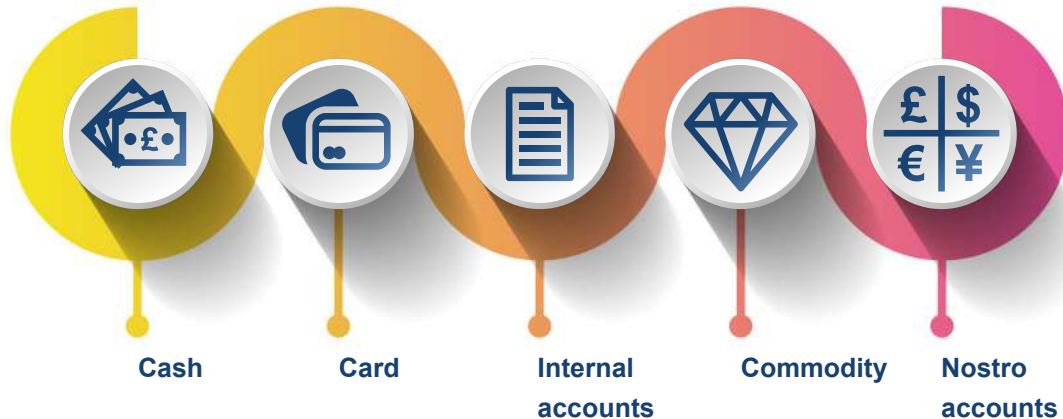 £
£ $
€ ¥
Cash
Card
Internal
accounts
Commodity
Nostro
accounts